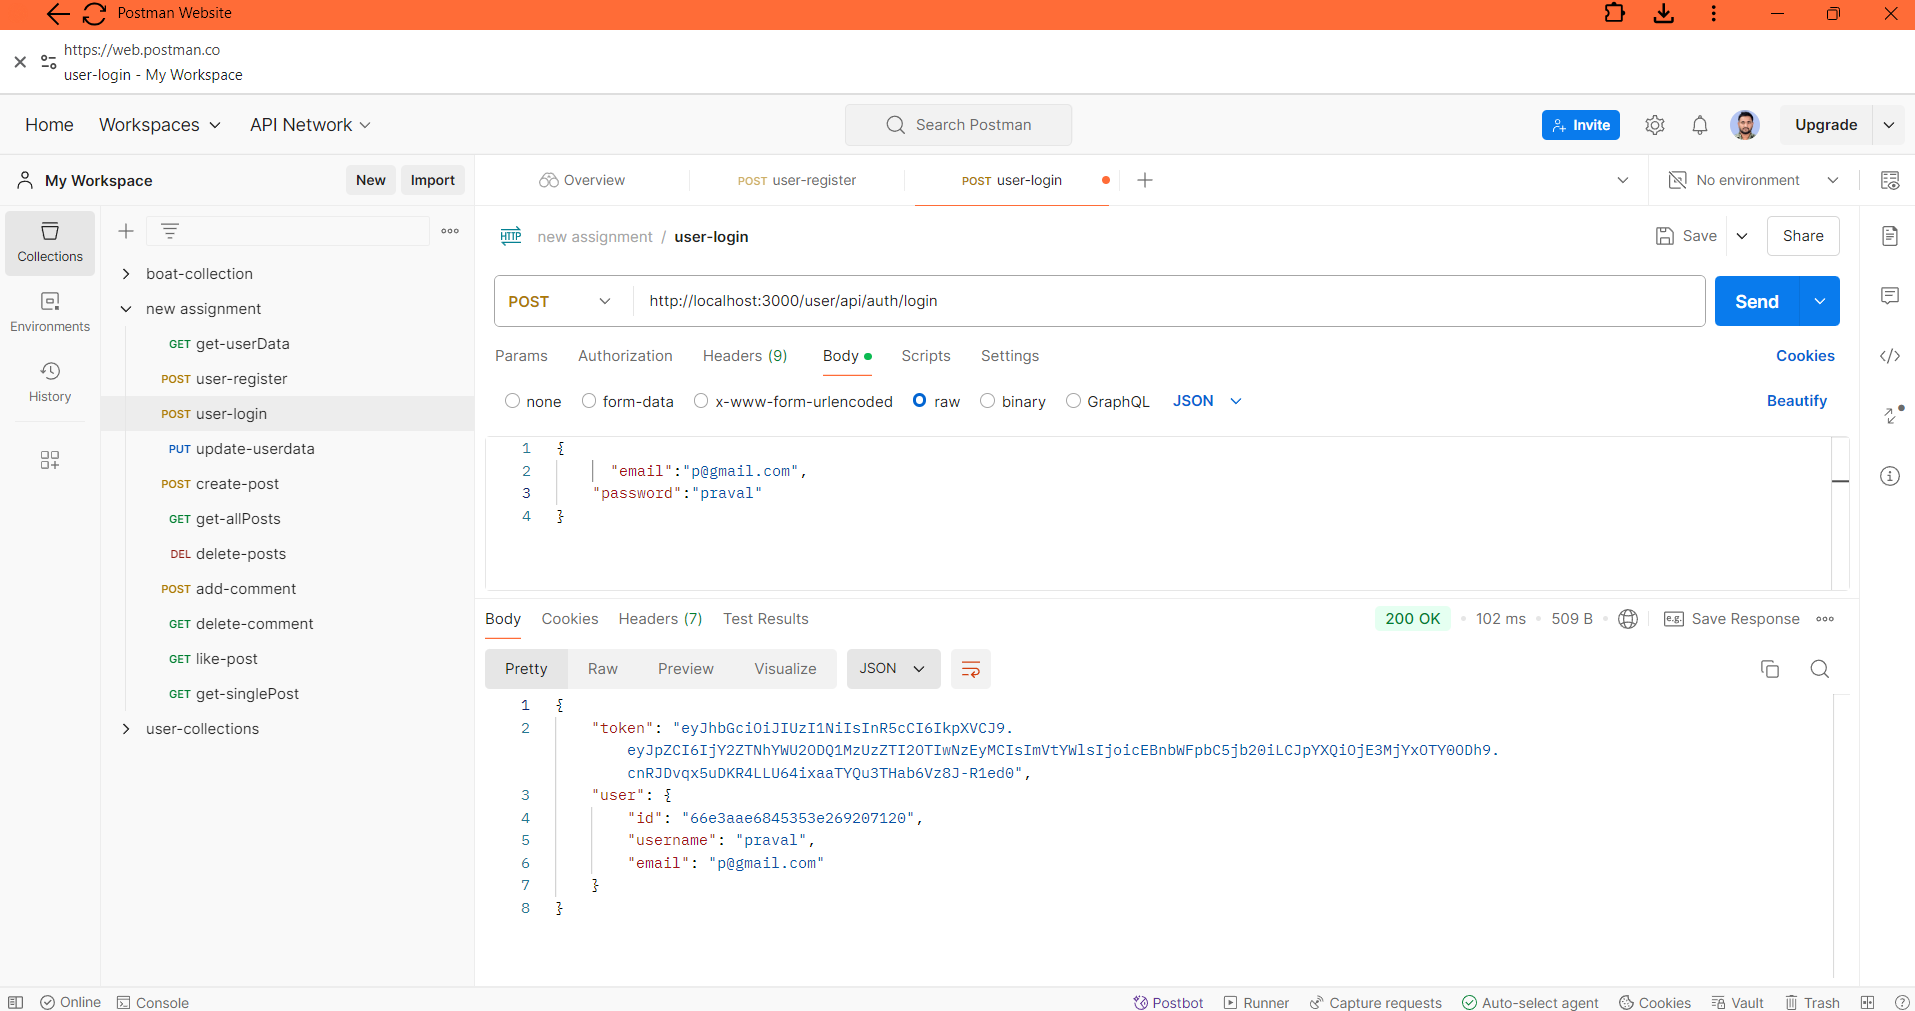 Postman Website
https://web.postman.co
user-login - My Workspace
Home Workspaces API Network Search Postman Invite Upgrade
My Workspace New Import Overview POST user-register POST user-login No environment
Collections
Environments
History
boat-collection
new assignment
GET get-userData
POST user-register
POST user-login
PUT update-userdata
POST create-post
GET get-allPosts
DEL delete-posts
POST add-comment
GET delete-comment
GET like-post
GET get-singlePost
user-collections
HTTP new assignment / user-login Save Share
POST http://localhost:3000/user/api/auth/login Send
Params Authorization Headers (9) Body Scripts Settings Cookies
none form-data x-www-form-urlencoded raw binary GraphQL JSON Beautify
1 {
2 "email":"p@gmail.com",
3 "password":"praval"
4 }
Body Cookies Headers (7) Test Results 200 OK 102 ms 509 B e.g. Save Response
Pretty Raw Preview Visualize JSON
1 {
2 "token": "eyJhbGciOiJIUzI1NiIsInR5cCI6IkpXVCJ9.
eyJpZCI6IjY2ZTNhYWU2ODQ1MzUzZTI2OTIwNzEyMCIsImVtYWlsIjoicEBnbWFpbC5jb20iLCJpYXQiOjE3MjYxOTY0ODh9.
cnRJDvqx5uDKR4LLU64ixaaTYQu3THab6Vz8J-R1ed0",
3 "user": {
4 "id": "66e3aae6845353e269207120",
5 "username": "praval",
6 "email": "p@gmail.com"
7 }
8 }
Online Console Postbot Runner Capture requests Auto-select agent Cookies Vault Trash